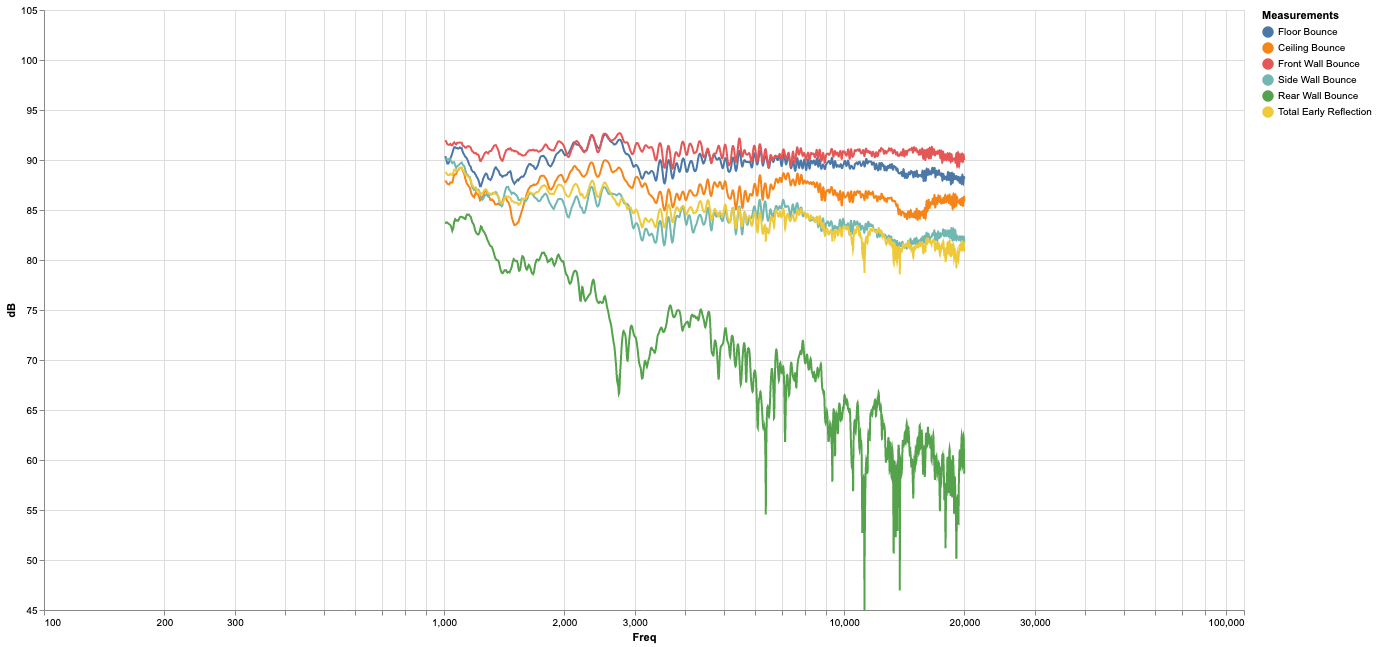 105
100
95
90
85
80
75
70
65
60
55
50
45
dB
100
200
300
1,000
2,000
3,000
10,000
20,000
30,000
100,000
Freq
Measurements
Floor Bounce
Ceiling Bounce
Front Wall Bounce
Side Wall Bounce
Rear Wall Bounce
Total Early Reflection